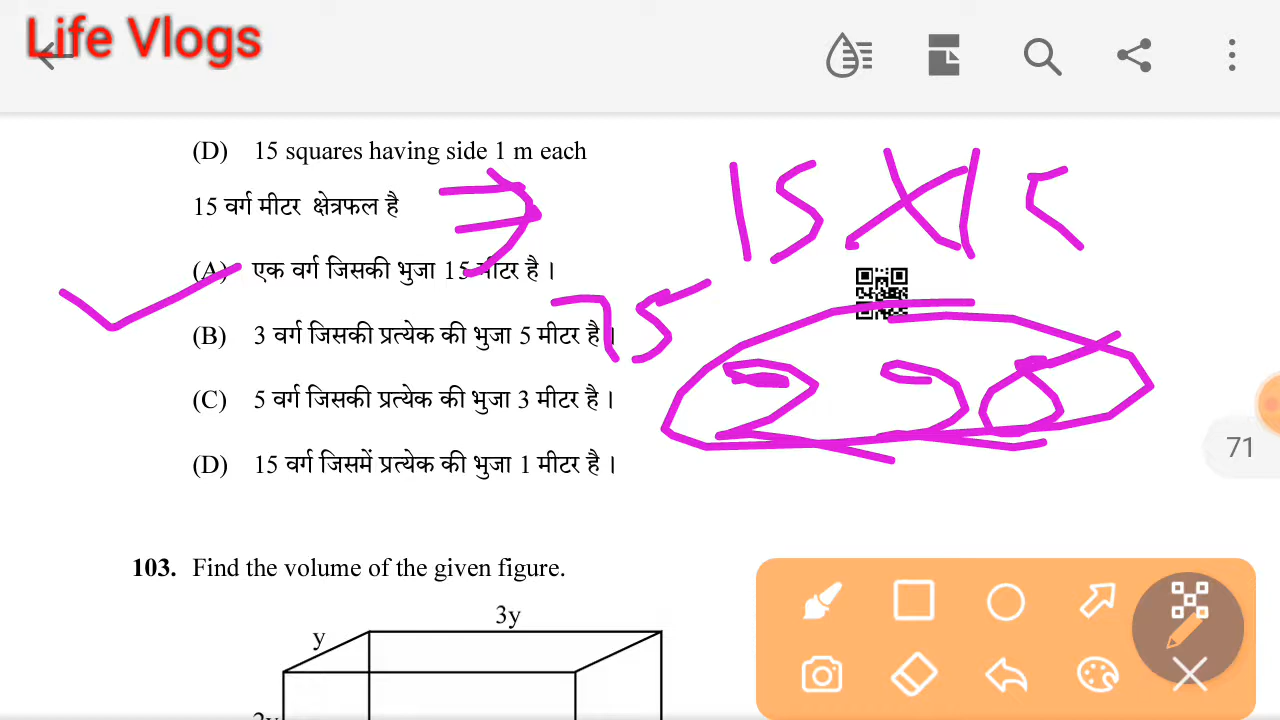 Life Vlogs
(D) 15 squares having side 1 m each
15 वर्ग मीटर क्षेत्रफल है
(A) एक वर्ग जिसकी भुजा 15 मीटर है ।
(B) 3 वर्ग जिसकी प्रत्येक की भुजा 5 मीटर है ।
(C) 5 वर्ग जिसकी प्रत्येक की भुजा 3 मीटर है ।
(D) 15 वर्ग जिसमें प्रत्येक की भुजा 1 मीटर है ।
15 X 15
75
225
71
103. Find the volume of the given figure.
3y
y